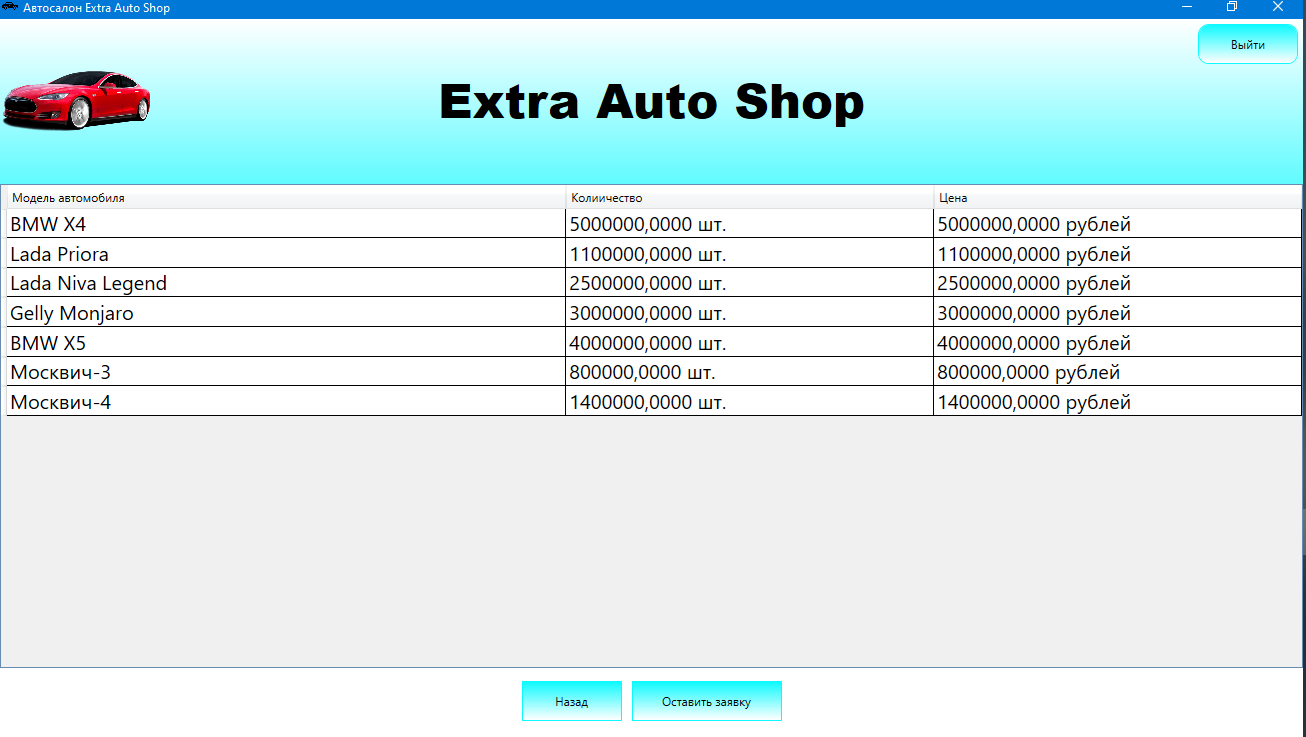 Автосалон Extra Auto Shop
Выйти
Extra Auto Shop
Модель автомобиля Колиичество Цена
BMW X4 5000000,0000 шт. 5000000,0000 рублей
Lada Priora 1100000,0000 шт. 1100000,0000 рублей
Lada Niva Legend 2500000,0000 шт. 2500000,0000 рублей
Gelly Monjaro 3000000,0000 шт. 3000000,0000 рублей
BMW X5 4000000,0000 шт. 4000000,0000 рублей
Москвич-3 800000,0000 шт. 800000,0000 рублей
Москвич-4 1400000,0000 шт. 1400000,0000 рублей
Назад Оставить заявку